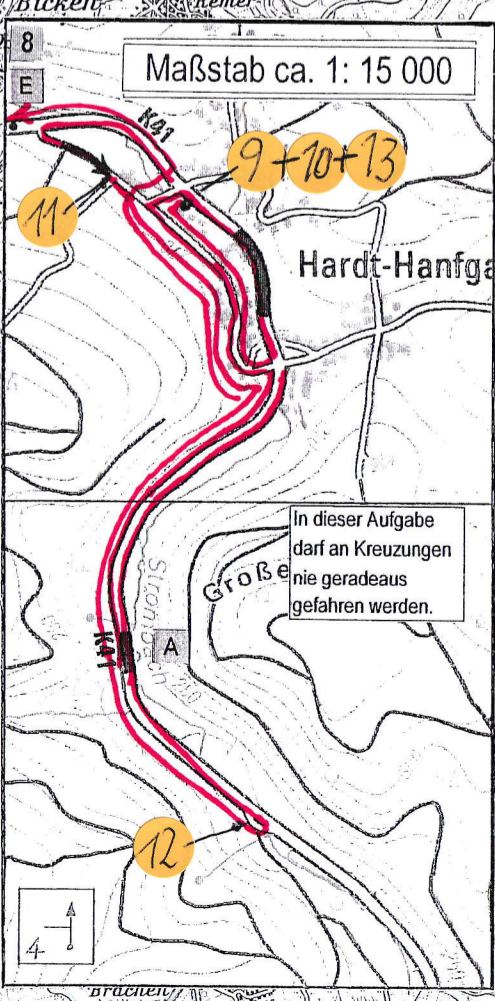 Bicken
8
Maßstab ca. 1: 15 000
E
K41
9+10+13
11
Hardt-Hanfga
In dieser Aufgabe
darf an Kreuzungen
nie geradeaus
gefahren werden.
Große
K41
A
12
4